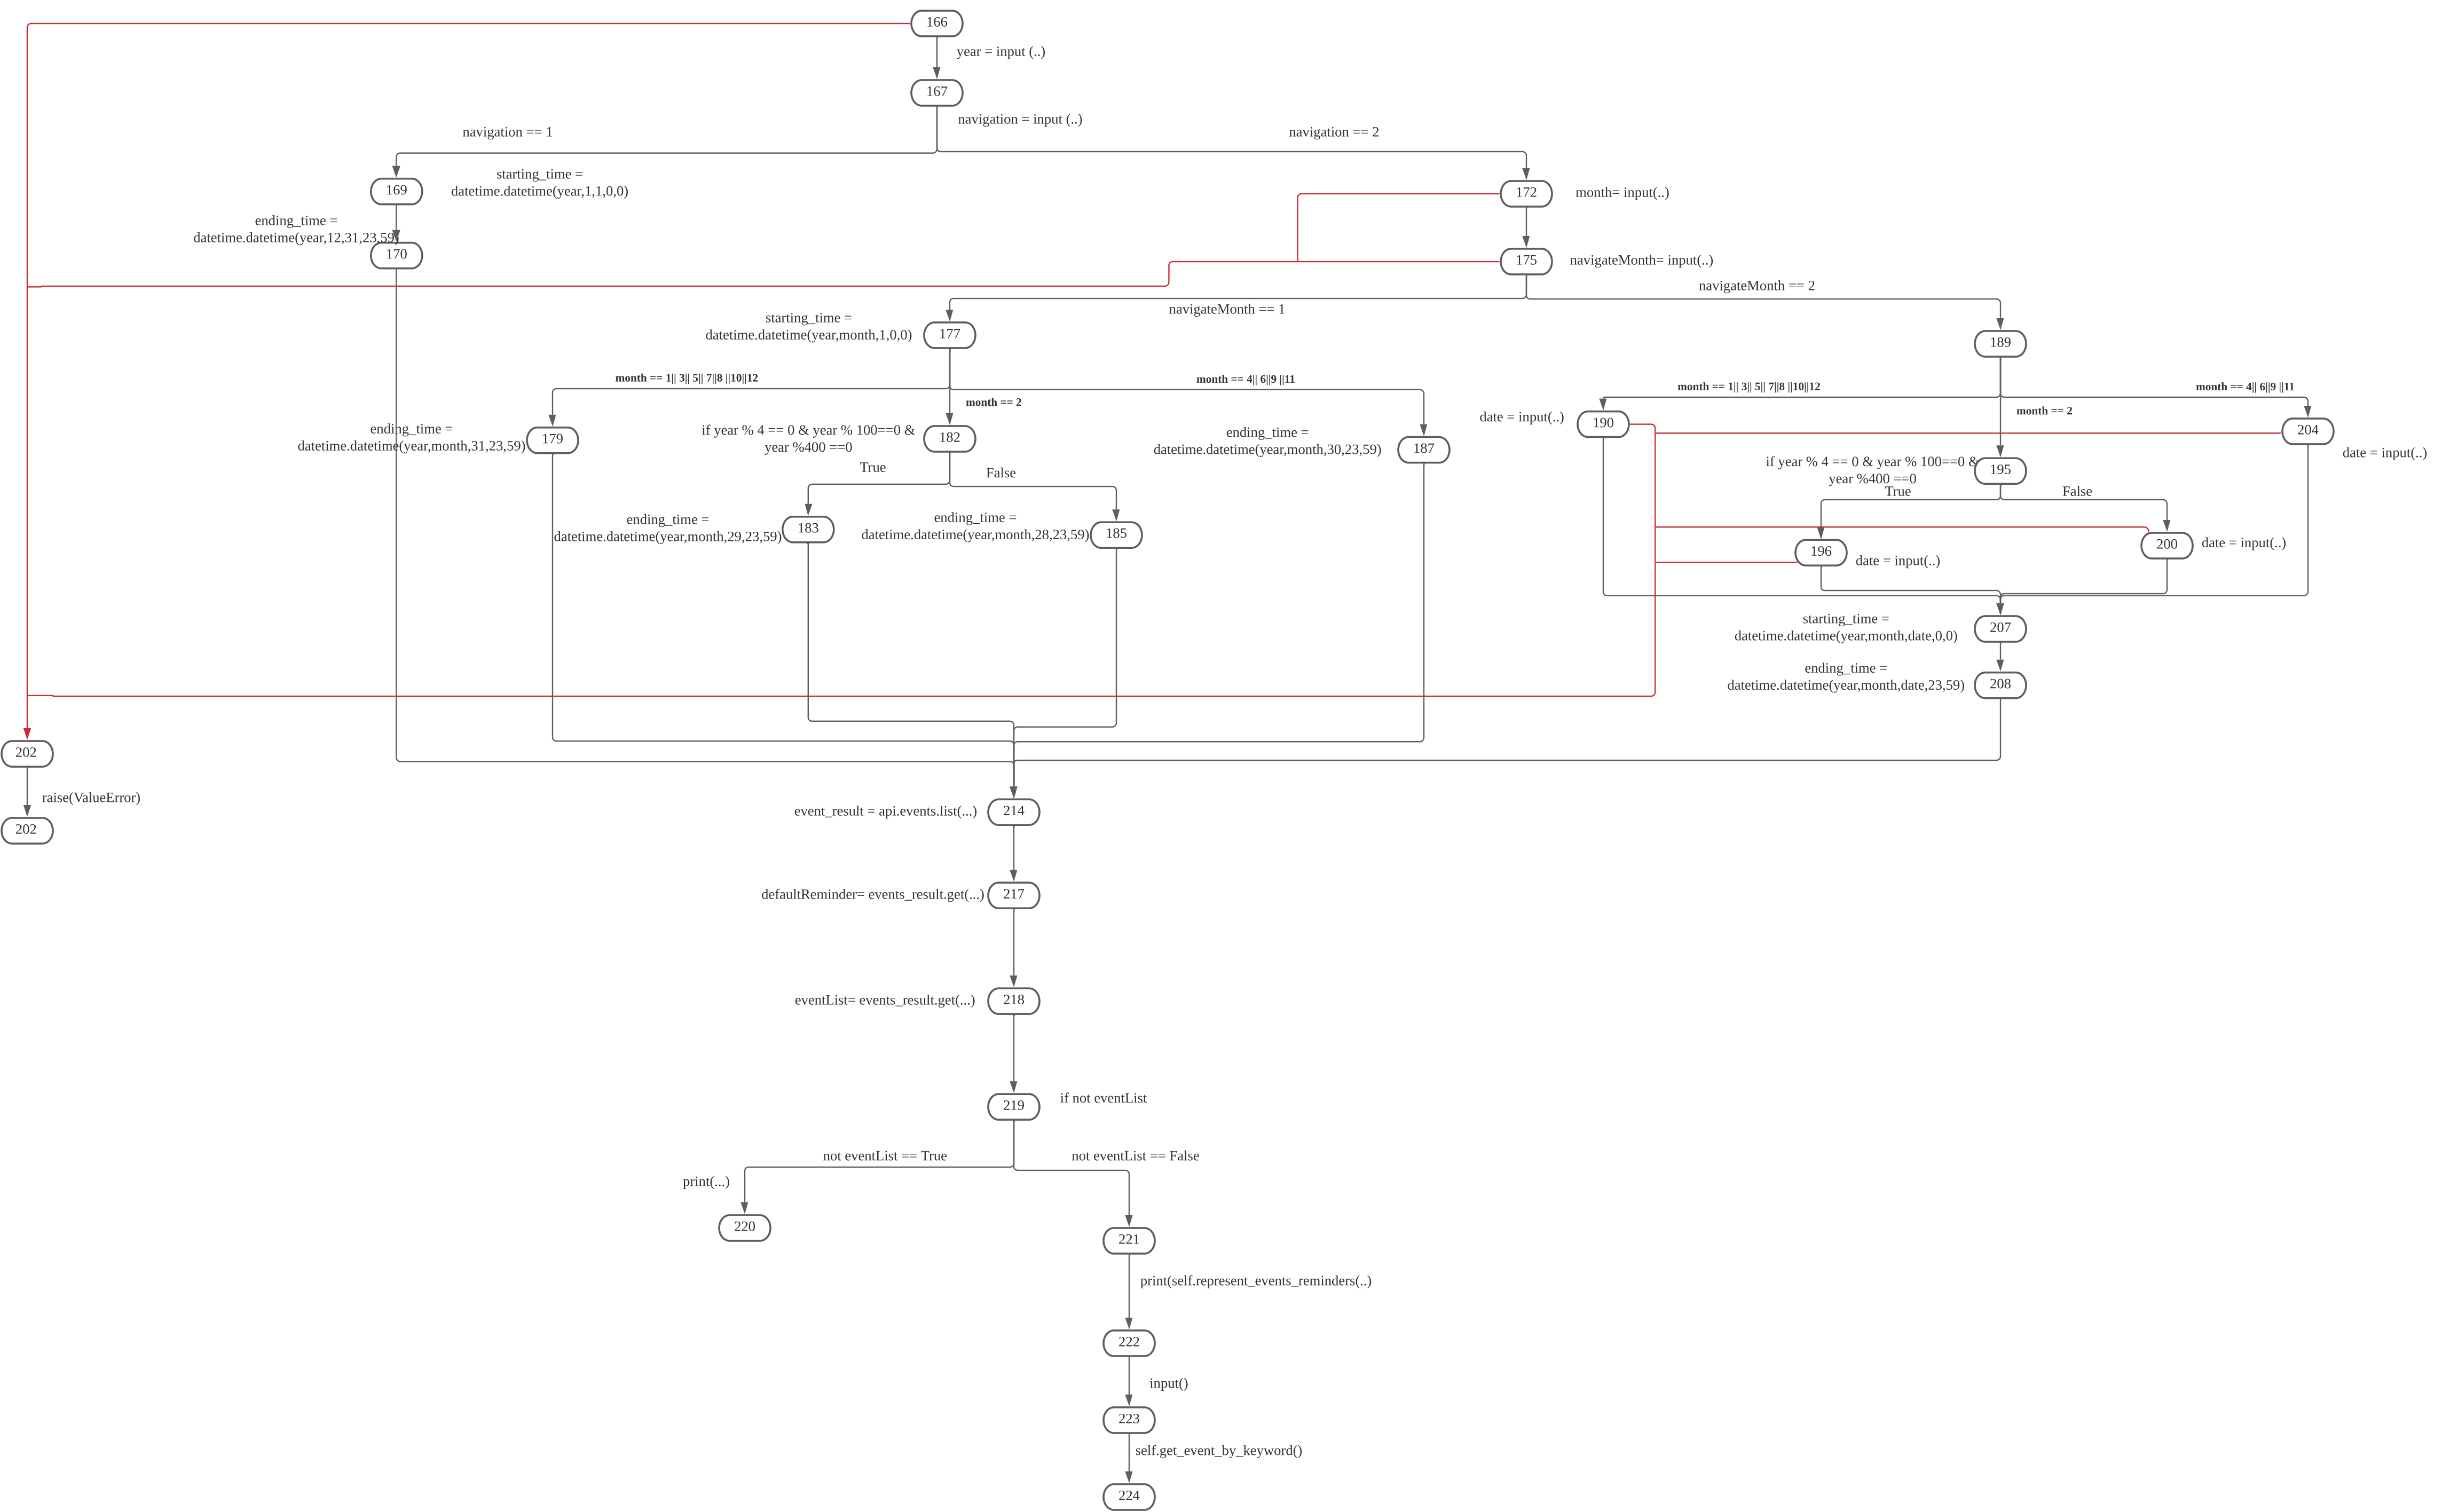 166
year = input (..)
167
navigation = input (..)
navigation == 1
navigation == 2
169
starting_time =
datetime.datetime(year,1,1,0,0)
172
month= input(..)
ending_time =
datetime.datetime(year,12,31,23,59)
170
175
navigateMonth= input(..)
navigateMonth == 1
navigateMonth == 2
starting_time =
datetime.datetime(year,month,1,0,0)
177
189
month == 1|| 3|| 5|| 7||8 ||10||12
month == 2
month == 4|| 6||9 ||11
month == 1|| 3|| 5|| 7||8 ||10||12
month == 2
month == 4|| 6||9 ||11
ending_time =
datetime.datetime(year,month,31,23,59)
179
if year % 4 == 0 & year % 100==0 &
year %400 ==0
182
True
False
ending_time =
datetime.datetime(year,month,30,23,59)
187
date = input(..)
190
204
date = input(..)
if year % 4 == 0 & year % 100==0 &
year %400 ==0
195
True
False
ending_time =
datetime.datetime(year,month,29,23,59)
183
ending_time =
datetime.datetime(year,month,28,23,59)
185
196
date = input(..)
200
date = input(..)
starting_time =
datetime.datetime(year,month,date,0,0)
207
ending_time =
datetime.datetime(year,month,date,23,59)
208
202
raise(ValueError)
202
event_result = api.events.list(...)
214
defaultReminder= events_result.get(...)
217
eventList= events_result.get(...)
218
219
if not eventList
not eventList == True
not eventList == False
print(...)
220
221
print(self.represent_events_reminders(..)
222
input()
223
self.get_event_by_keyword()
224